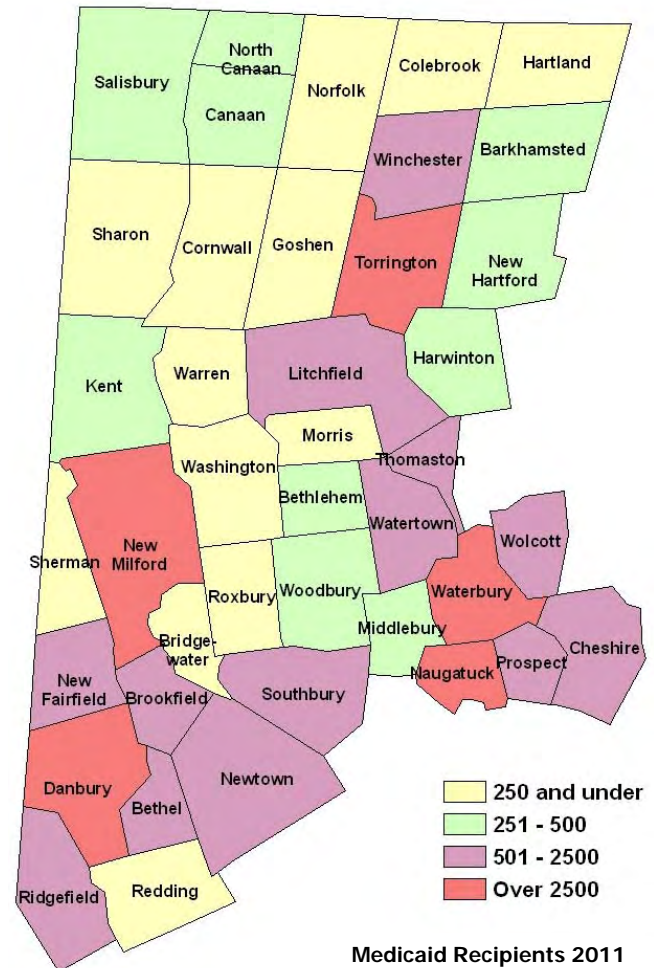 North
Canaan
Salisbury
Canaan
Norfolk
Colebrook
Hartland
Winchester
Barkhamsted
Sharon
Cornwall
Goshen
Torrington
New
Hartford
Kent
Warren
Litchfield
Harwinton
Morris
Washington
Thomaston
Bethlehem
Watertown
Wolcott
Sherman
New
Milford
Roxbury
Woodbury
Waterbury
Middlebury
Bridge-
water
Naugatuck
Prospect
Cheshire
New
Fairfield
Brookfield
Southbury
Newtown
Danbury
Bethel
Ridgefield
Redding
250 and under
251 - 500
501 - 2500
Over 2500
Medicaid Recipients 2011